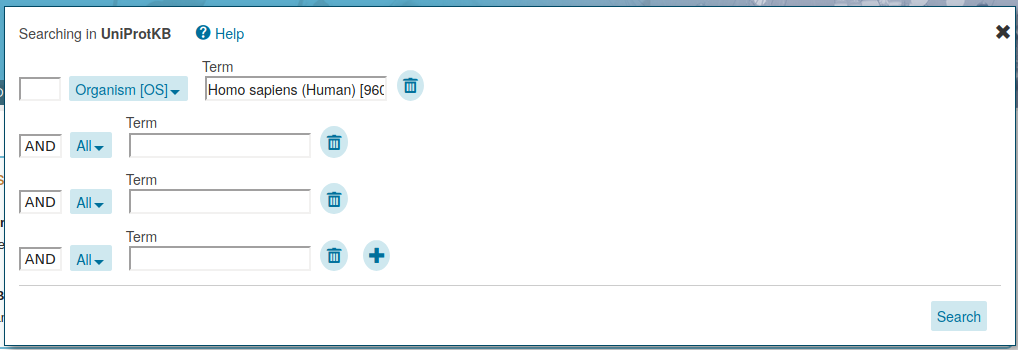 Searching in UniProtKB Help
Term
Organism [OS] Homo sapiens (Human) [960
Term
AND All
Term
AND All
Term
AND All
Search